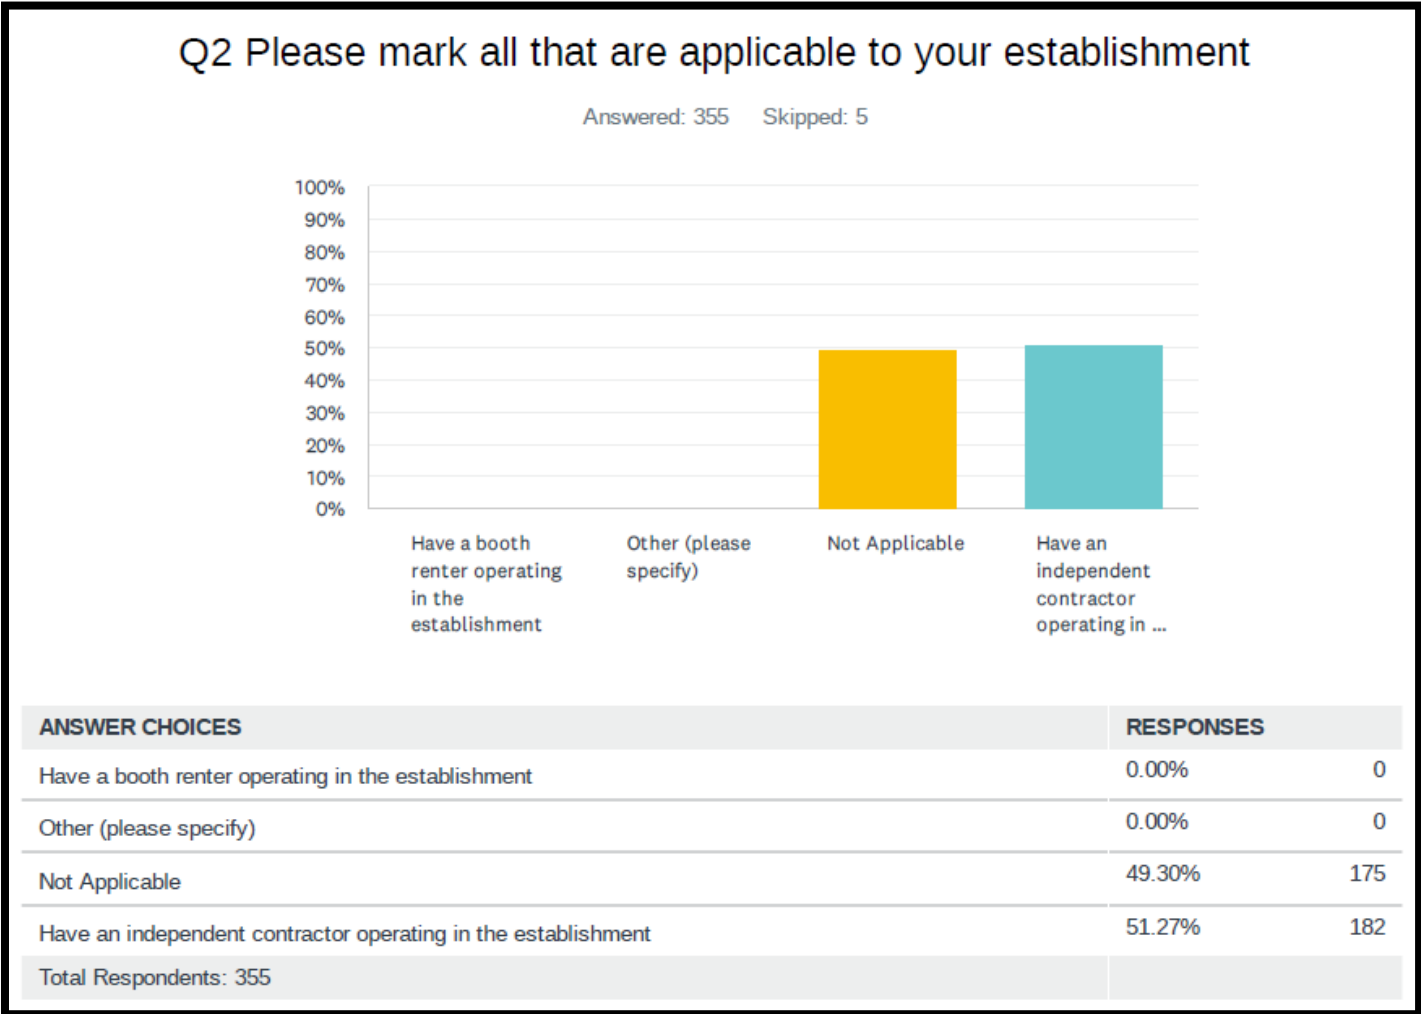 Q2 Please mark all that are applicable to your establishment
Answered: 355 Skipped: 5
100%
90%
80%
70%
60%
50%
40%
30%
20%
10%
0%
Have a booth
renter operating
in the
establishment
Other (please
specify)
Not Applicable
Have an
independent
contractor
operating in ...
ANSWER CHOICES RESPONSES
Have a booth renter operating in the establishment 0.00% 0
Other (please specify) 0.00% 0
Not Applicable 49.30% 175
Have an independent contractor operating in the establishment 51.27% 182
Total Respondents: 355